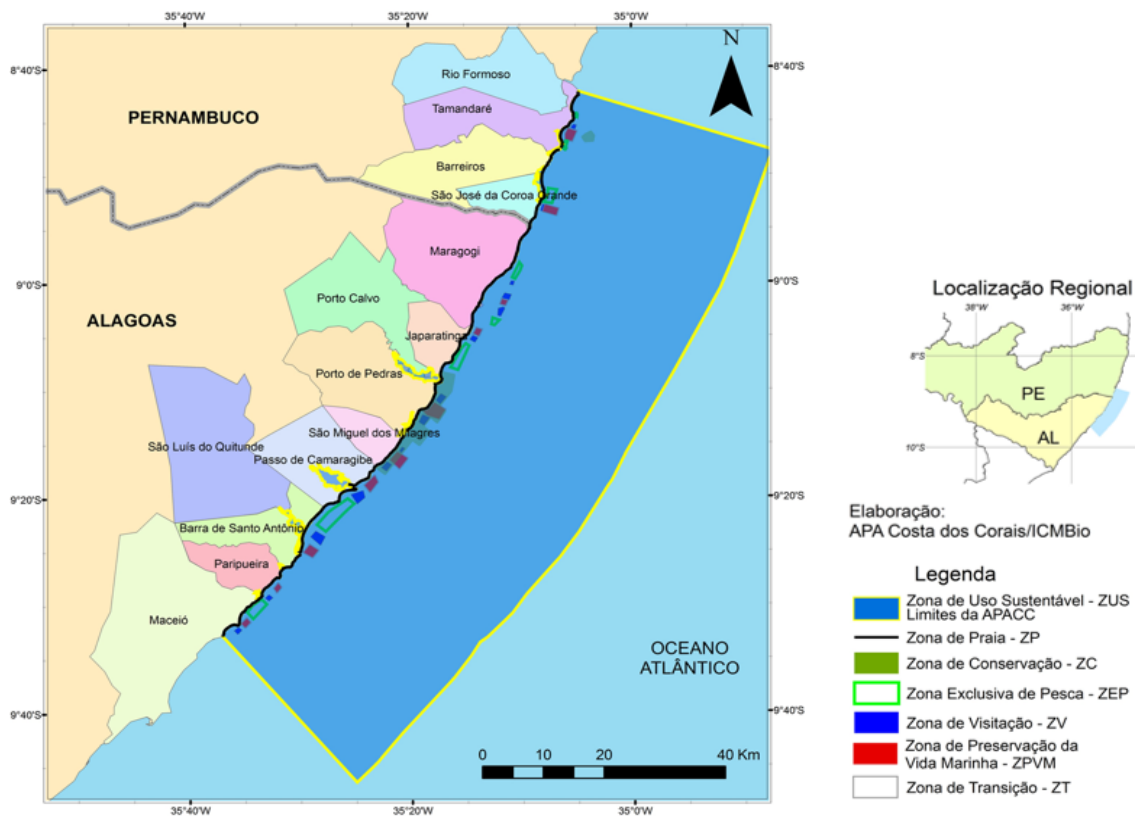 35°40'W
35°20'W
35°0'W
N
8°40'S
8°40'S
Rio Formoso
Tamandaré
PERNAMBUCO
Barreiros
São José da Coroa Grande
Maragogi
9°0'S
9°0'S
Porto Calvo
ALAGOAS
Japaratinga
Porto de Pedras
São Miguel dos Milagres
São Luís do Quitunde
Passo de Camaragibe
9°20'S
9°20'S
Barra de Santo Antônio
Paripueira
Maceió
OCEANO
ATLÂNTICO
9°40'S
9°40'S
0 10 20 40 Km
35°40'W
35°20'W
35°0'W
Localização Regional
38°W
36°W
8°S
PE
AL
10°S
Elaboração:
APA Costa dos Corais/ICMBio
Legenda
Zona de Uso Sustentável - ZUS
Limites da APACC
Zona de Praia - ZP
Zona de Conservação - ZC
Zona Exclusiva de Pesca - ZEP
Zona de Visitação - ZV
Zona de Preservação da
Vida Marinha - ZPVM
Zona de Transição - ZT